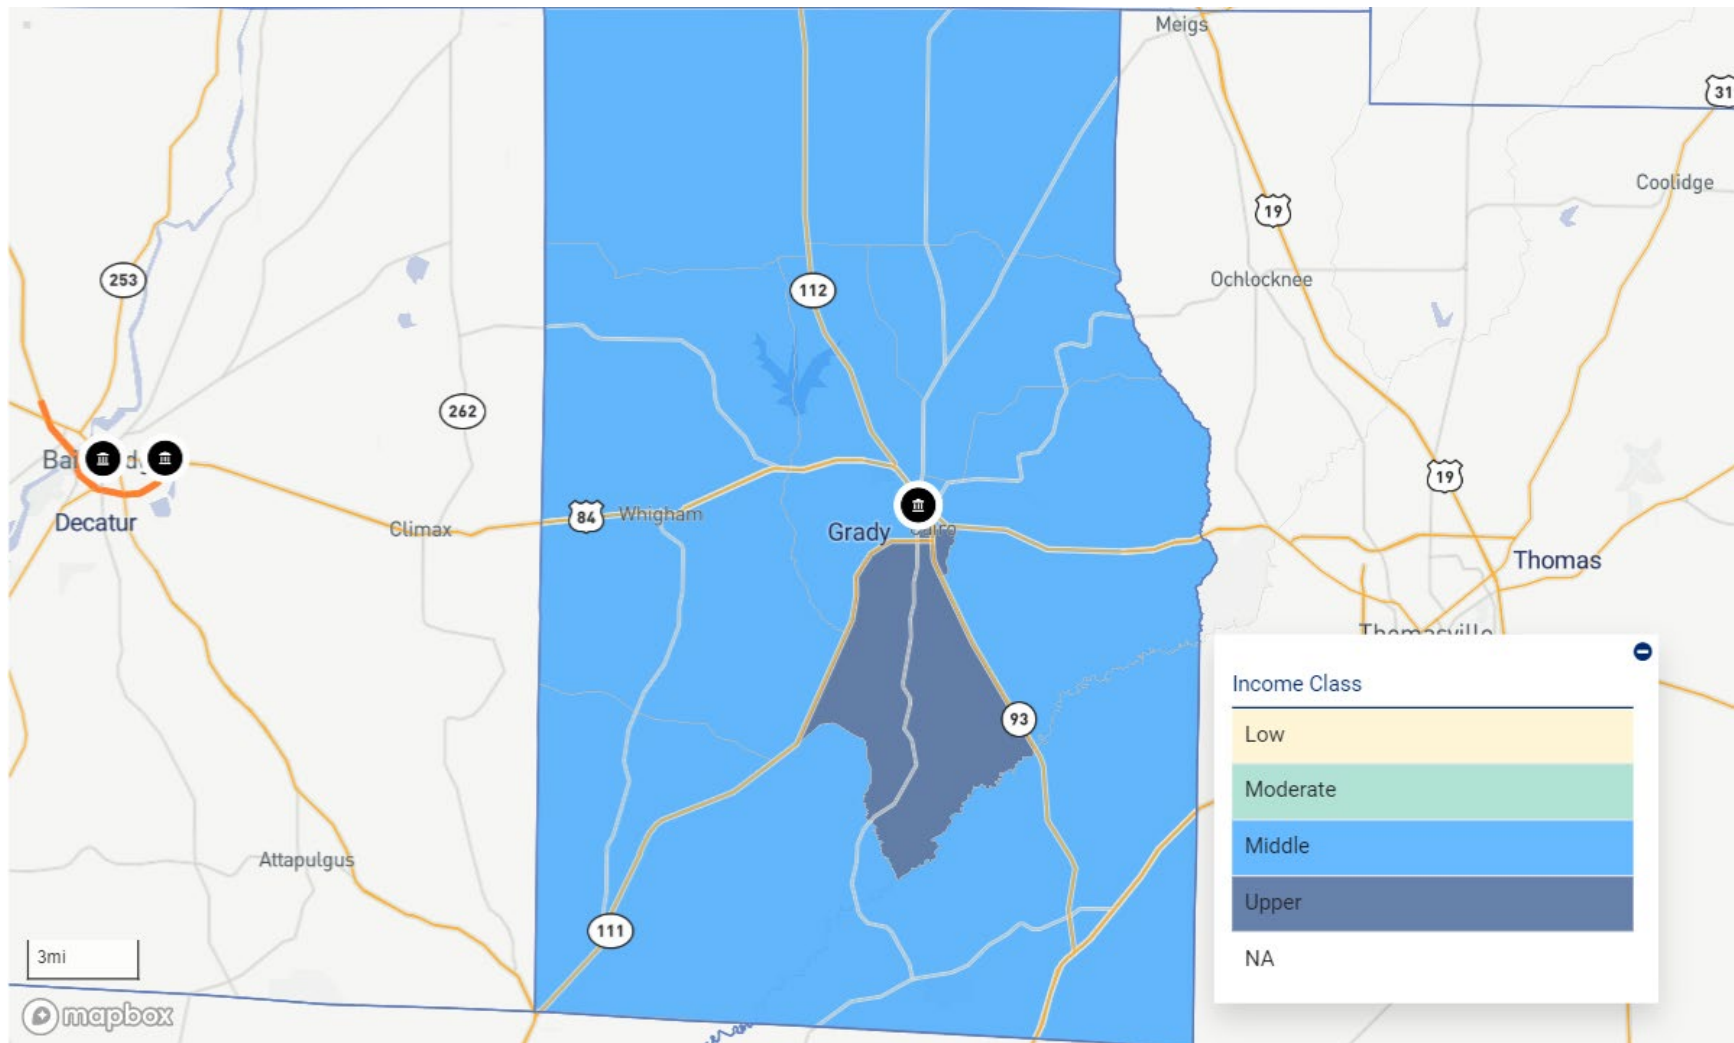 Meigs
31
Coolidge
19
253
Ochlocknee
112
262
19
Decatur
Climax
84
Whigham
Grady
Thomas
Income Class
Low
93
Moderate
Middle
Attapulgus
Upper
111
3mi
NA
mapbox